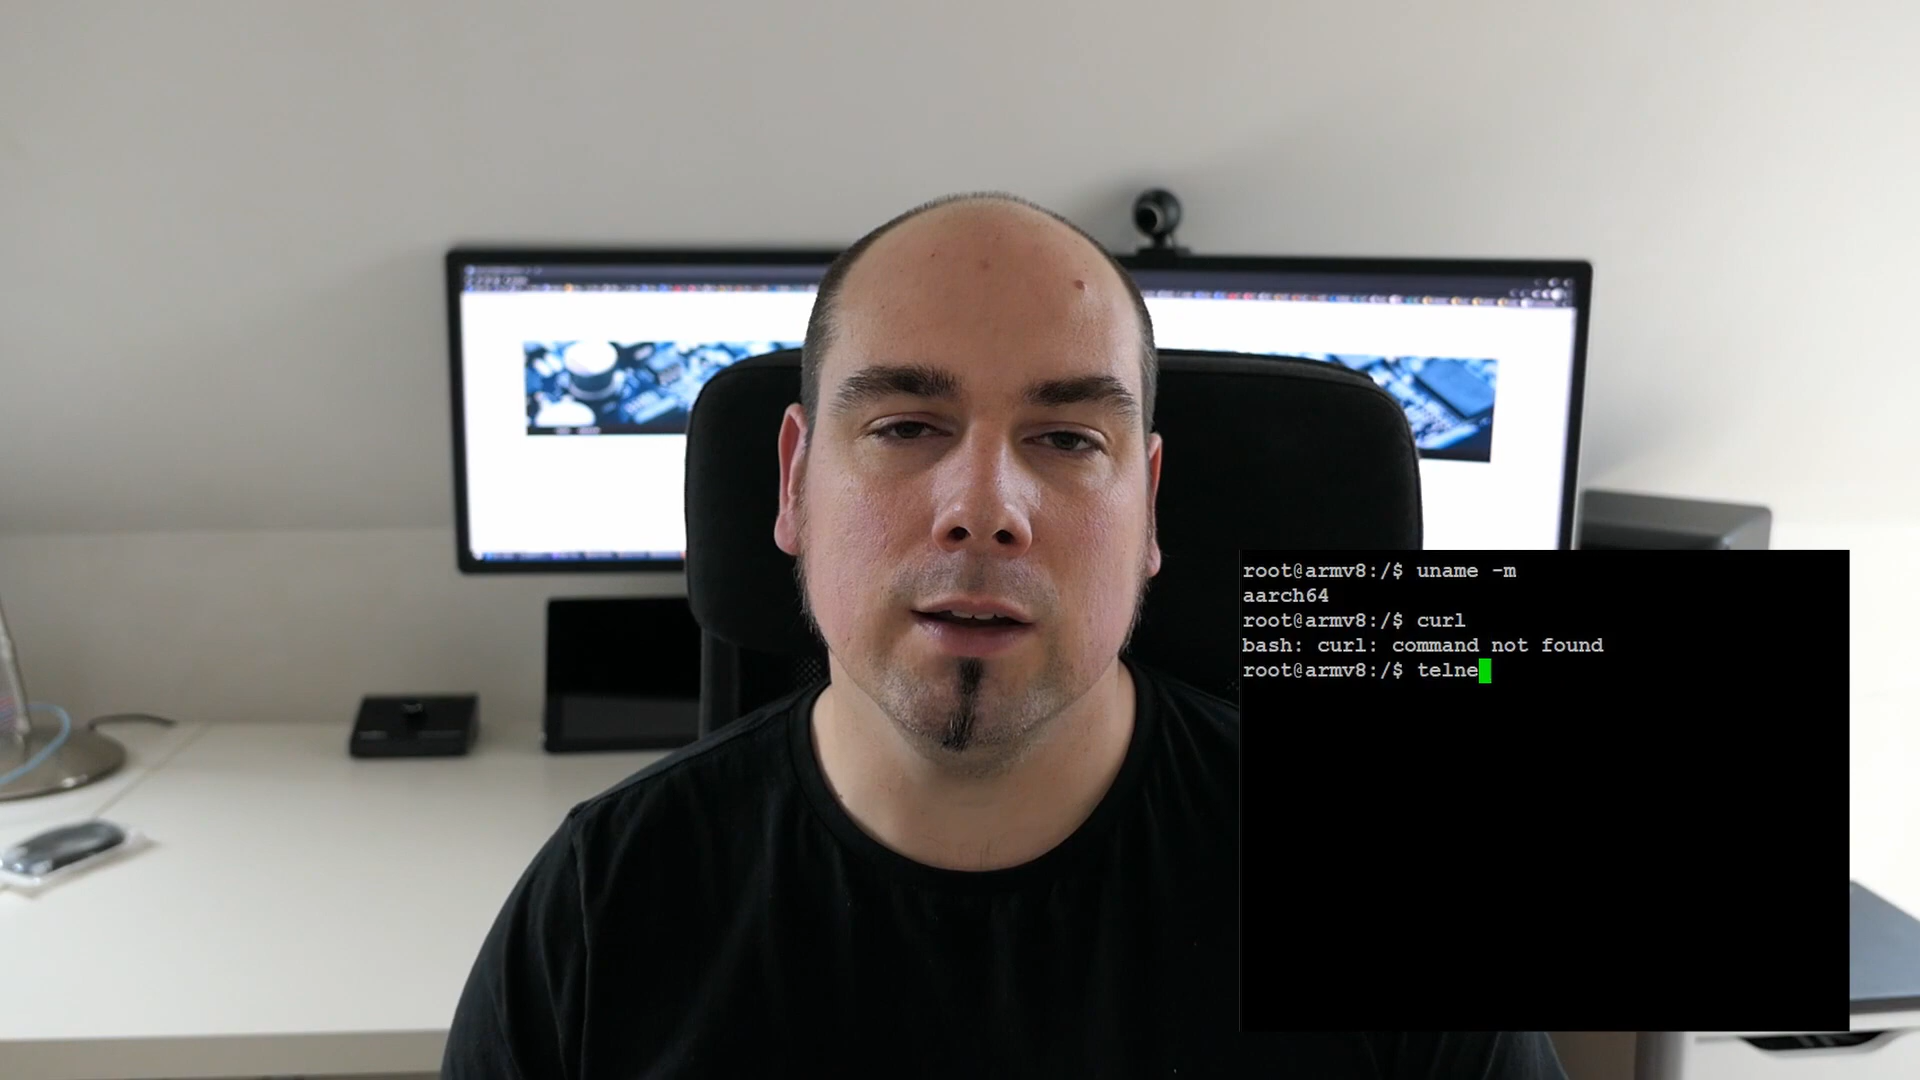 root@armv8:/$ uname -m
aarch64
root@armv8:/$ curl
bash: curl: command not found
root@armv8:/$ telne